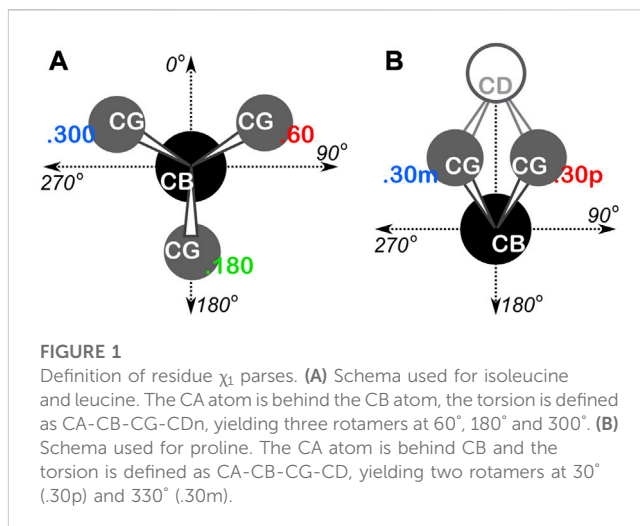 A
B
0°
CD
CG
CG
.300
.60
CG
CG
90°
270°
CB
.30m
.30p
CG
90°
.180
270°
CB
180°
180°
FIGURE 1
Definition of residue χ1 parses. (A) Schema used for isoleucine
and leucine. The CA atom is behind the CB atom, the torsion is defined
as CA-CB-CG-CDn, yielding three rotamers at 60°, 180° and 300°. (B)
Schema used for proline. The CA atom is behind CB and the
torsion is defined as CA-CB-CG-CD, yielding two rotamers at 30°
(.30p) and 330° (.30m).